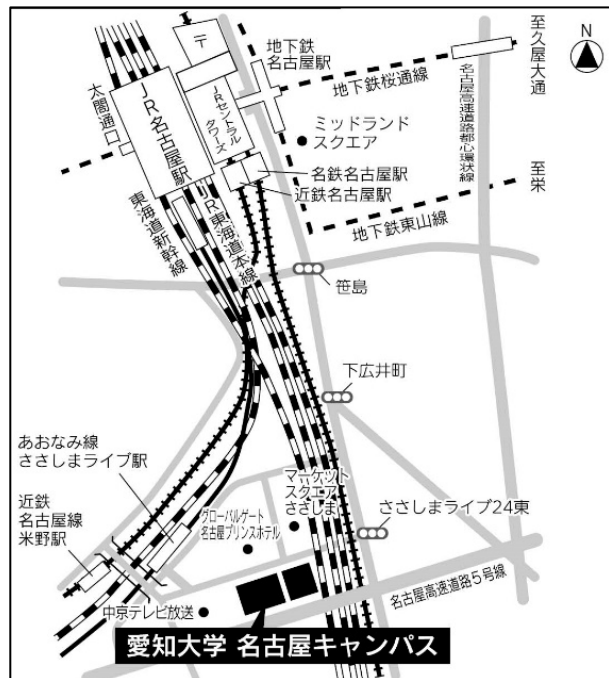 〒
地下鉄
名古屋駅
至久屋大通
N
太閤通口
JR名古屋駅
JRセントラル
タワーズ
地下鉄桜通線
名古屋高速道路都心環状線
ミッドランド
スクエア
名鉄名古屋駅
近鉄名古屋駅
至栄
地下鉄東山線
東海道新幹線
JR東海道本線
笹島
下広井町
あおなみ線
ささしまライブ駅
マーケット
スクエア
ささしま
近鉄
名古屋線
米野駅
グローバルゲート
名古屋プリンスホテル
ささしまライブ24東
名古屋高速道路5号線
中京テレビ放送
愛知大学 名古屋キャンパス